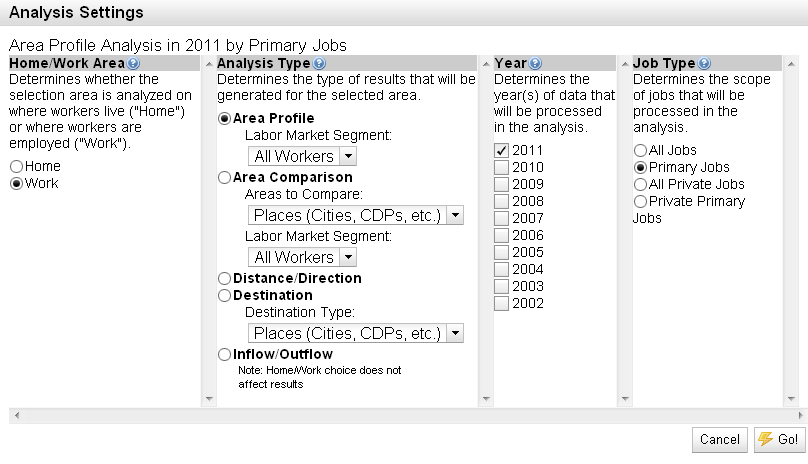 Analysis Settings
Area Profile Analysis in 2011 by Primary Jobs
Home/Work Area
Determines whether the
selection area is analyzed on
where workers live ("Home")
or where workers are
employed ("Work").
Home
Work
Analysis Type
Determines the type of results that will be
generated for the selected area.
Area Profile
Labor Market Segment:
All Workers
Area Comparison
Areas to Compare:
Places (Cities, CDPs, etc.)
Labor Market Segment:
All Workers
Distance/Direction
Destination
Destination Type:
Places (Cities, CDPs, etc.)
Inflow/Outflow
Note: Home/Work choice does not
affect results
Year
Determines the
year(s) of data that
will be processed
in the analysis.
2011
2010
2009
2008
2007
2006
2005
2004
2003
2002
Job Type
Determines the scope
of jobs that will be
processed in the
analysis.
All Jobs
Primary Jobs
All Private Jobs
Private Primary
Jobs
Cancel
Go!